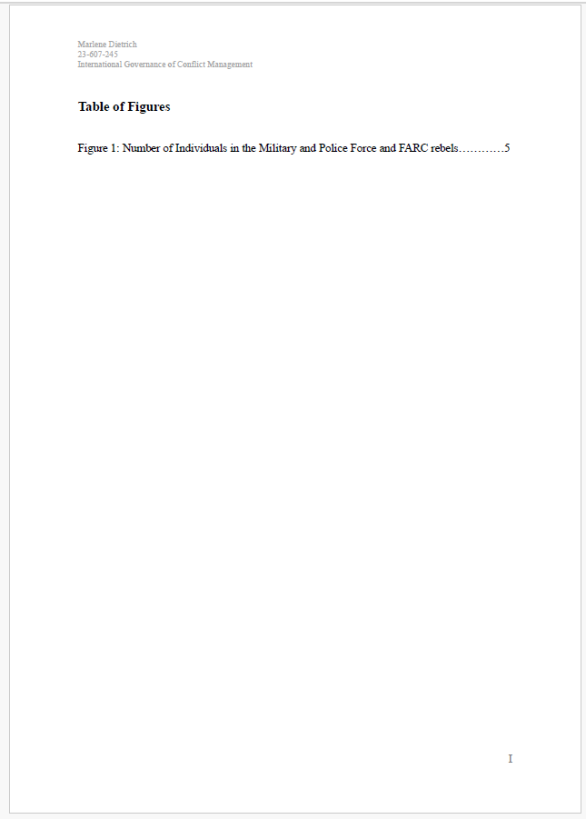 Marlene Dietrich
23-607-245
International Governance of Conflict Management
Table of Figures
Figure 1: Number of Individuals in the Military and Police Force and FARC rebels…………5
I